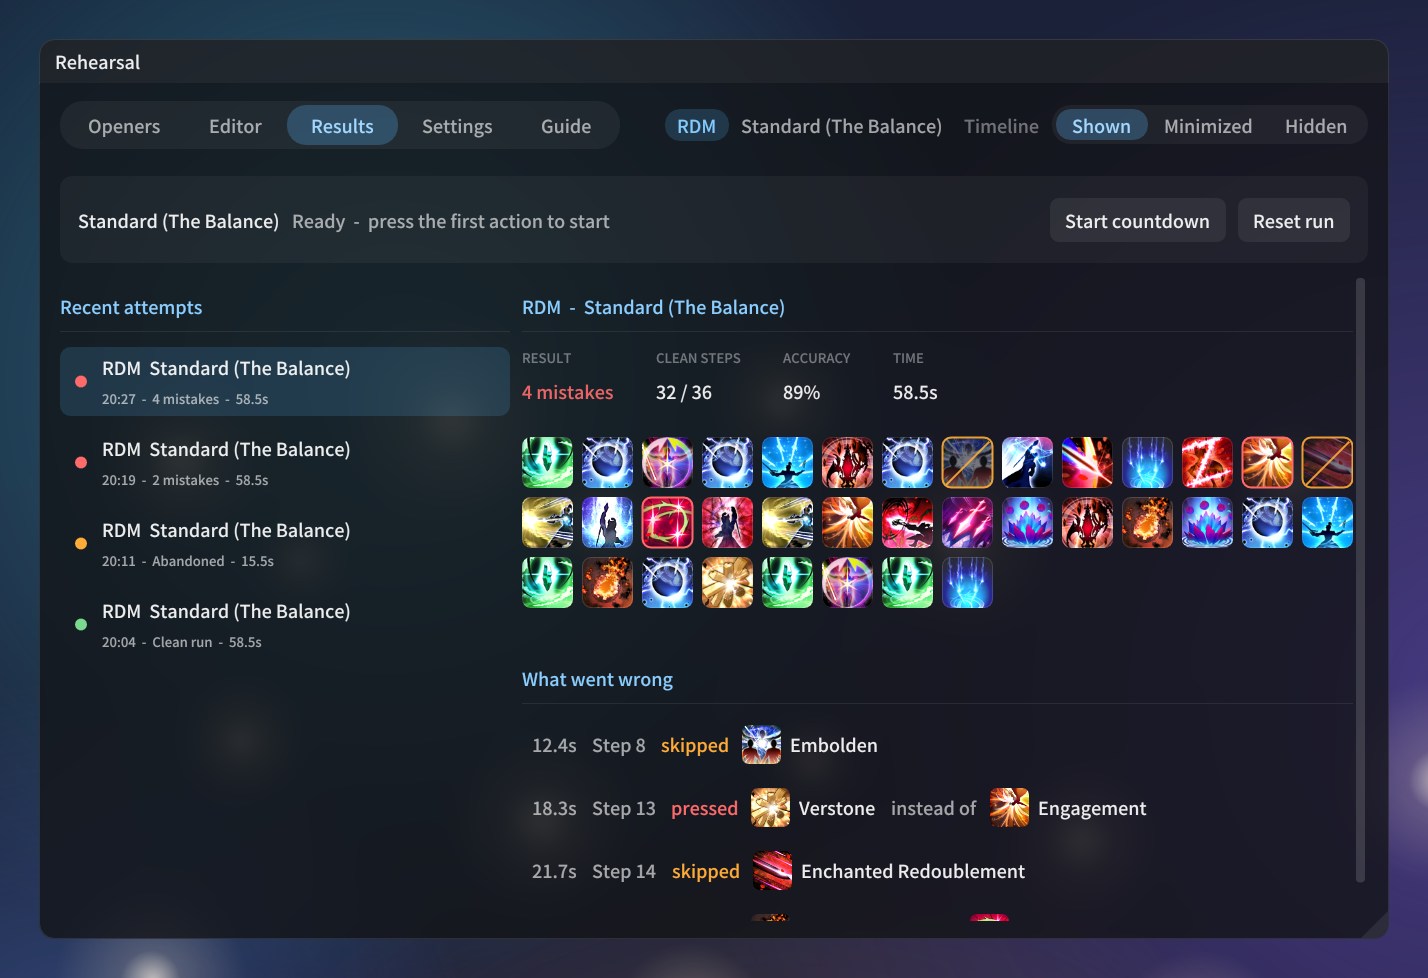 Rehearsal
Openers Editor Results Settings Guide RDM Standard (The Balance) Timeline Shown Minimized Hidden
Standard (The Balance) Ready - press the first action to start Start countdown Reset run
Recent attempts
RDM Standard (The Balance)
20:27 - 4 mistakes - 58.5s
RDM Standard (The Balance)
20:19 - 2 mistakes - 58.5s
RDM Standard (The Balance)
20:11 - Abandoned - 15.5s
RDM Standard (The Balance)
20:04 - Clean run - 58.5s
RDM - Standard (The Balance)
RESULT CLEAN STEPS ACCURACY TIME
4 mistakes 32 / 36 89% 58.5s
What went wrong
12.4s Step 8 skipped Embolden
18.3s Step 13 pressed Verstone instead of Engagement
21.7s Step 14 skipped Enchanted Redoublement